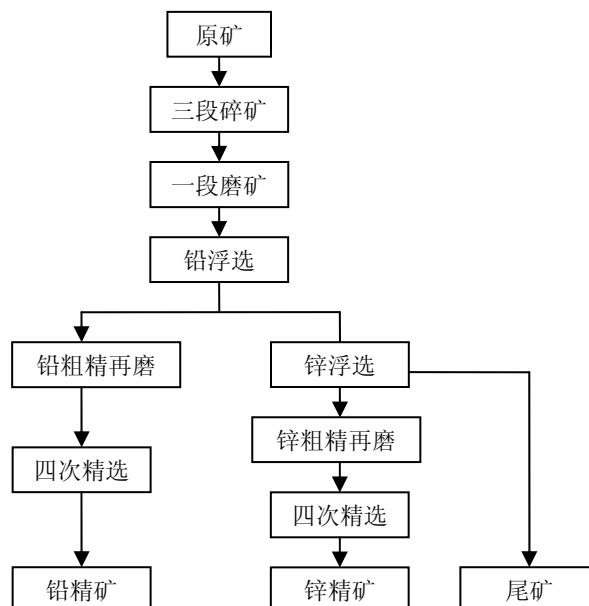 原矿
三段碎矿
一段磨矿
铅浮选
铅粗精再磨
锌浮选
锌粗精再磨
四次精选
四次精选
铅精矿
锌精矿
尾矿